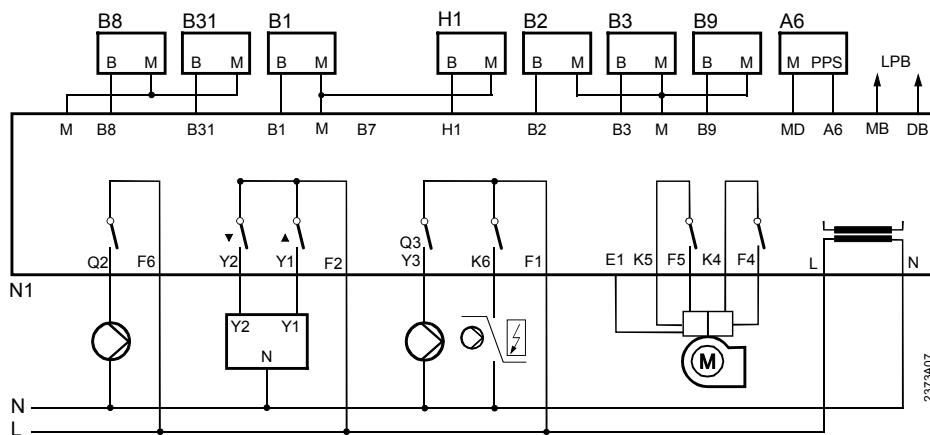 B8 B31 B1 H1 B2 B3 B9 A6
B M B M B M B M B M B M B M M PPS LPB
M B8 B31 B1 M B7 H1 B2 B3 M B9 MD A6 MB DB
Q3
Q2 F6 Y2 Y1 F2 Y3 K6 F1 E1 K5 F5 K4 F4 L N
N1
Y2 Y1
N
M
N
L
2373A07